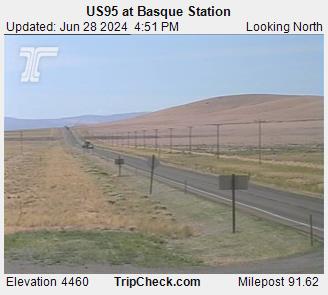 US95 at Basque Station
Updated: Jun 28 2024 4:51 PM Looking North
Elevation 4460 TripCheck.com Milepost 91.62